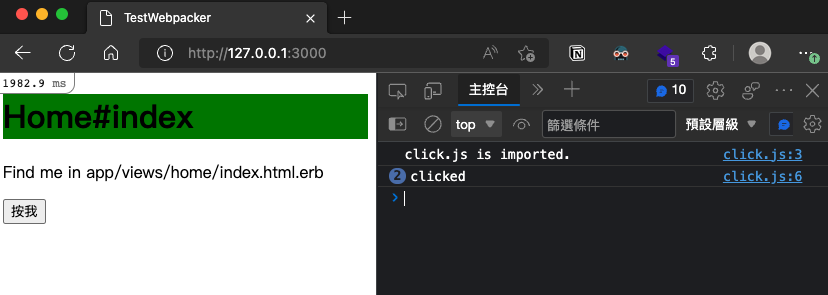 TestWebpacker
http://127.0.0.1:3000
5
1982.9 ms
Home#index
Find me in app/views/home/index.html.erb
按我
主控台
10
top
篩選條件
預設層級
click.js is imported. click.js:3
2 clicked click.js:6